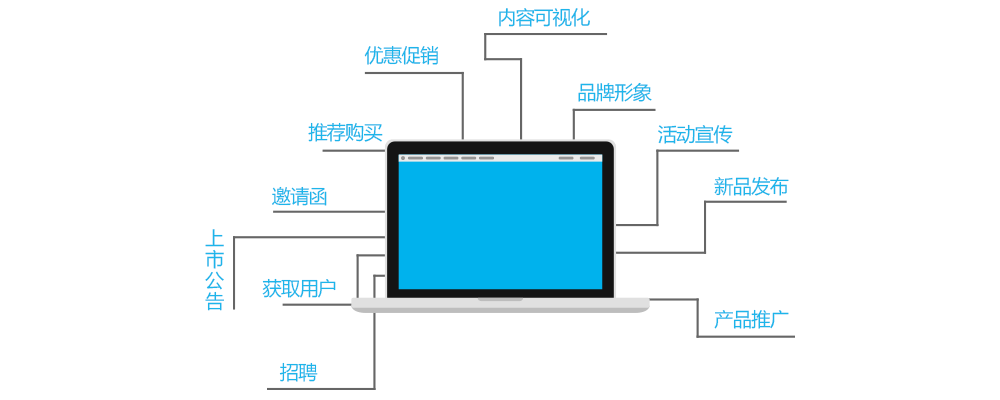 内容可视化
优惠促销
品牌形象
推荐购买
活动宣传
新品发布
邀请函
上市公告
获取用户
产品推广
招聘